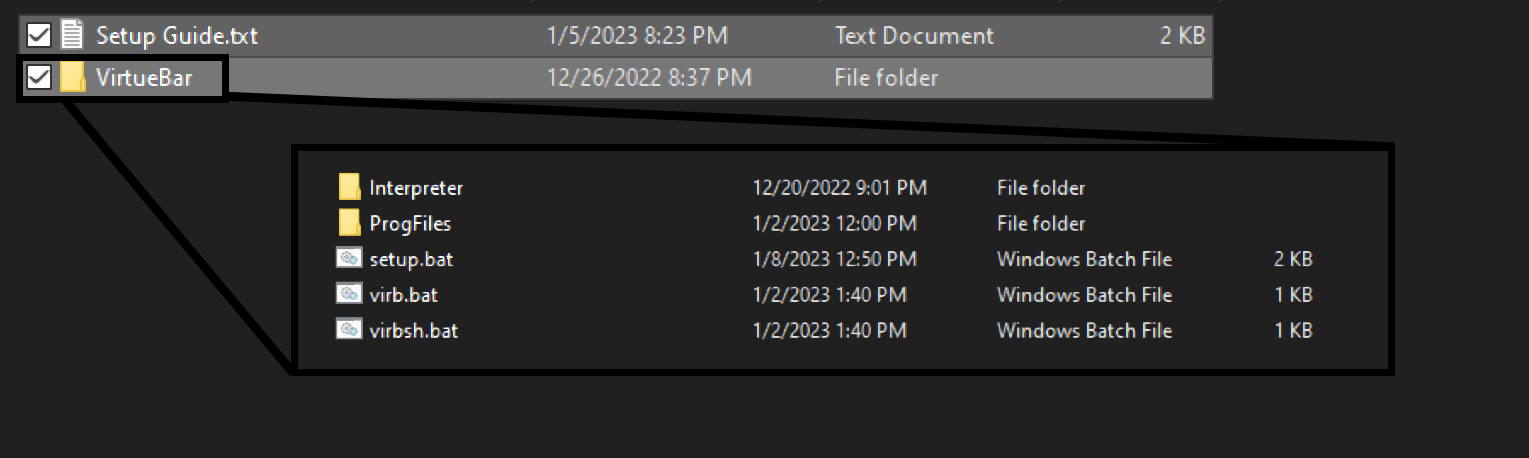 Setup Guide.txt 1/5/2023 8:23 PM Text Document 2 KB
VirtueBar 12/26/2022 8:37 PM File folder
Interpreter 12/20/2022 9:01 PM File folder
ProgFiles 1/2/2023 12:00 PM File folder
setup.bat 1/8/2023 12:50 PM Windows Batch File 2 KB
virb.bat 1/2/2023 1:40 PM Windows Batch File 1 KB
virbsh.bat 1/2/2023 1:40 PM Windows Batch File 1 KB